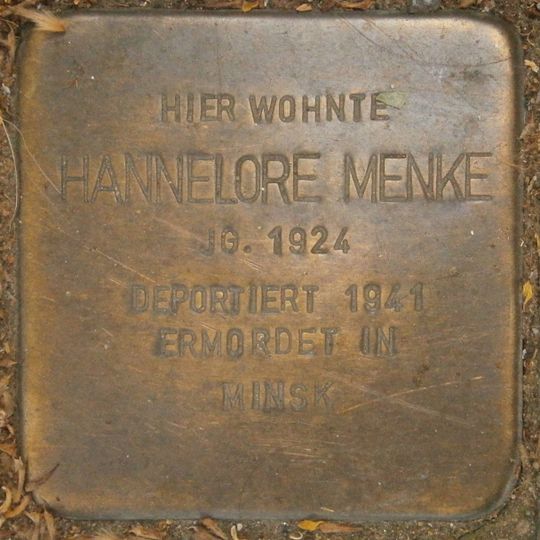 HIER WOHNTE
HANNELORE MENKE
JG. 1924
DEPORTIERT 1941
ERMORDET IN
MINSK